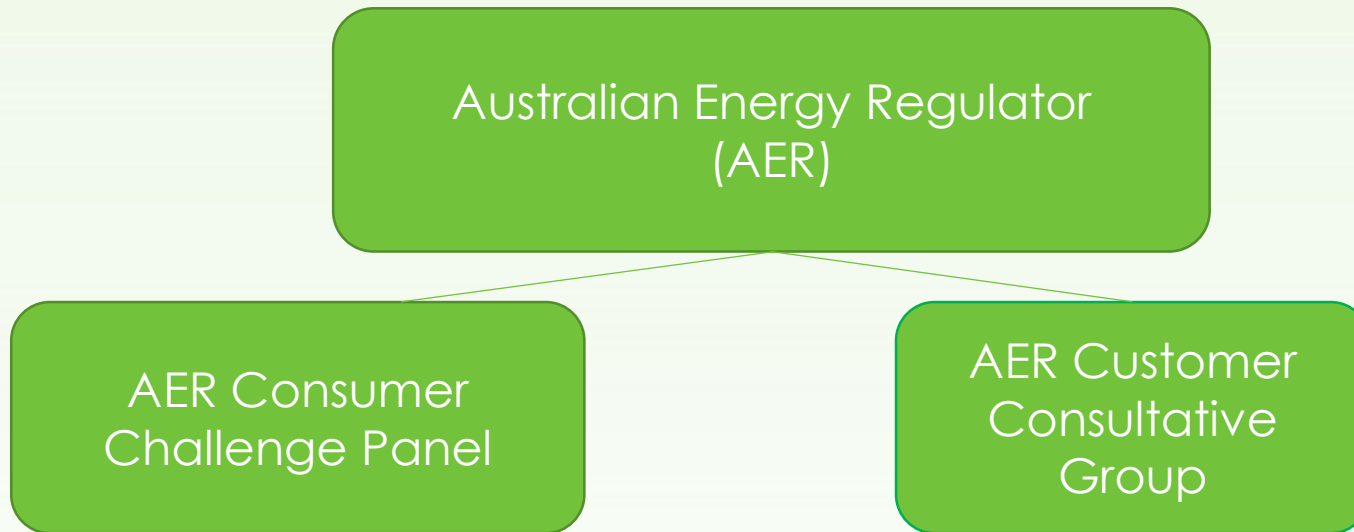 Australian Energy Regulator
(AER)
AER Consumer
Challenge Panel
AER Customer
Consultative
Group